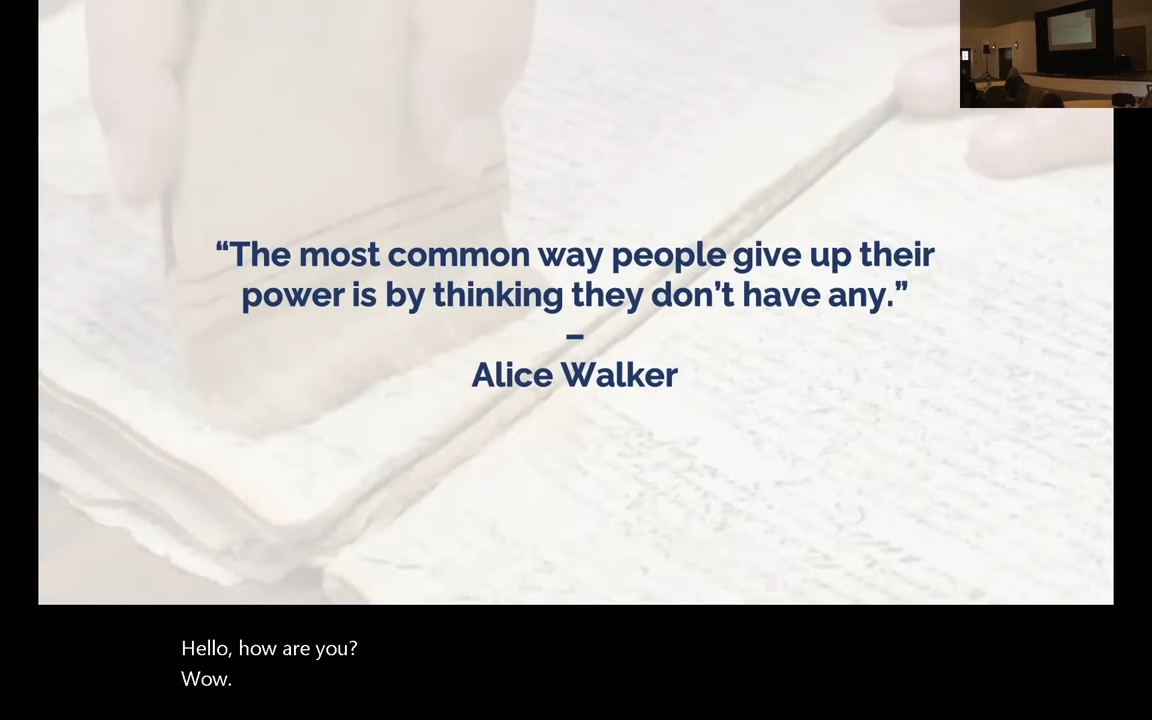 “The most common way people give up their
power is by thinking they don’t have any.”
–
Alice Walker
Hello, how are you?
Wow.